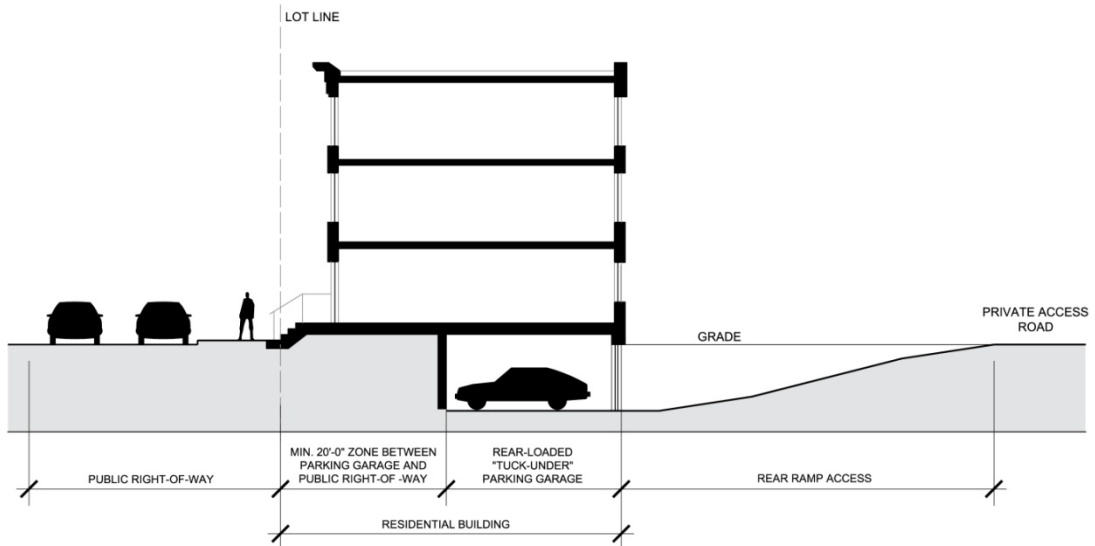 LOT LINE
PRIVATE ACCESS
ROAD
GRADE
MIN. 20'-0" ZONE BETWEEN
PARKING GARAGE AND
PUBLIC RIGHT-OF -WAY
REAR-LOADED
"TUCK-UNDER"
PARKING GARAGE
PUBLIC RIGHT-OF-WAY
REAR RAMP ACCESS
RESIDENTIAL BUILDING